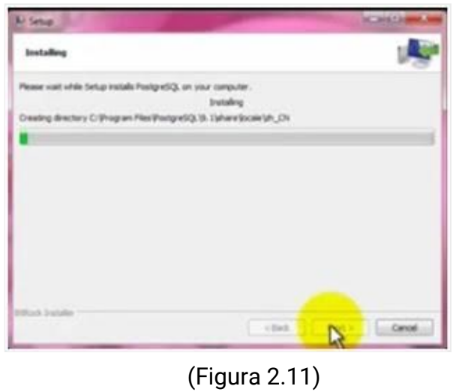 Setup
Installing
Please wait while Setup installs PostgreSQL on your computer.
Installing
Creating directory C:\Program Files\PostgreSQL\9.1\share\locale\zh_CN
BitRock Installer
< Back
Cancel
(Figura 2.11)